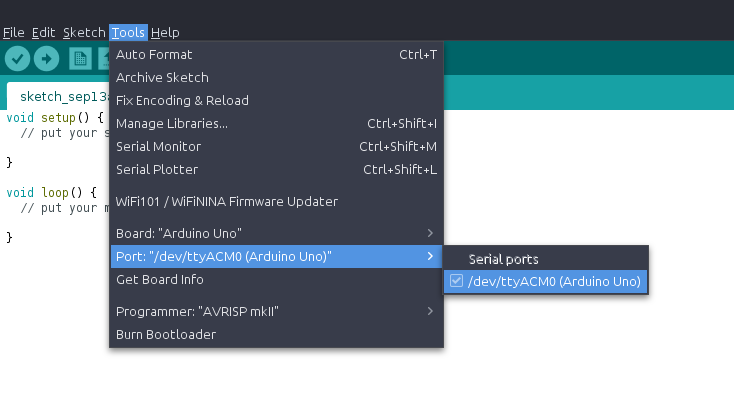 File Edit Sketch Tools Help
Auto Format Ctrl+T
Archive Sketch
Fix Encoding & Reload
Manage Libraries... Ctrl+Shift+I
Serial Monitor Ctrl+Shift+M
Serial Plotter Ctrl+Shift+L
WiFi101 / WiFiNINA Firmware Updater
Board: "Arduino Uno"
Port: "/dev/ttyACM0 (Arduino Uno)"
Get Board Info
Programmer: "AVRISP mkII"
Burn Bootloader
Serial ports
/dev/ttyACM0 (Arduino Uno)
sketch_sep13
void setup() {
// put your
}
void loop() {
// put your
}